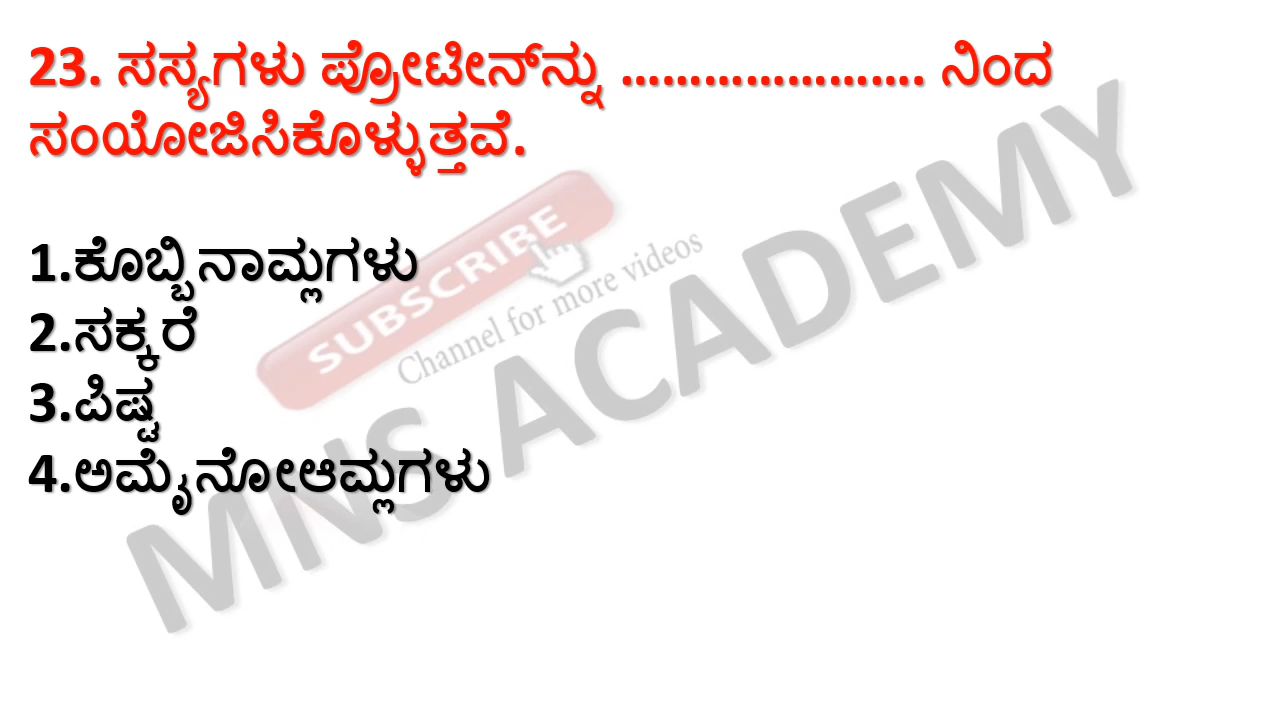 23. ಸಸ್ಯಗಳು ಪ್ರೋಟೀನ್‌ನ್ನು ...................... ನಿಂದ
ಸಂಯೋಜಿಸಿಕೊಳ್ಳುತ್ತವೆ.
1.ಕೊಬ್ಬಿನಾಮ್ಲಗಳು
2.ಸಕ್ಕರೆ
3.ಪಿಷ್ಟ
4.ಅಮೈನೋಆಮ್ಲಗಳು
SUBSCRIBE
Channel for more videos
MNS ACADEMY